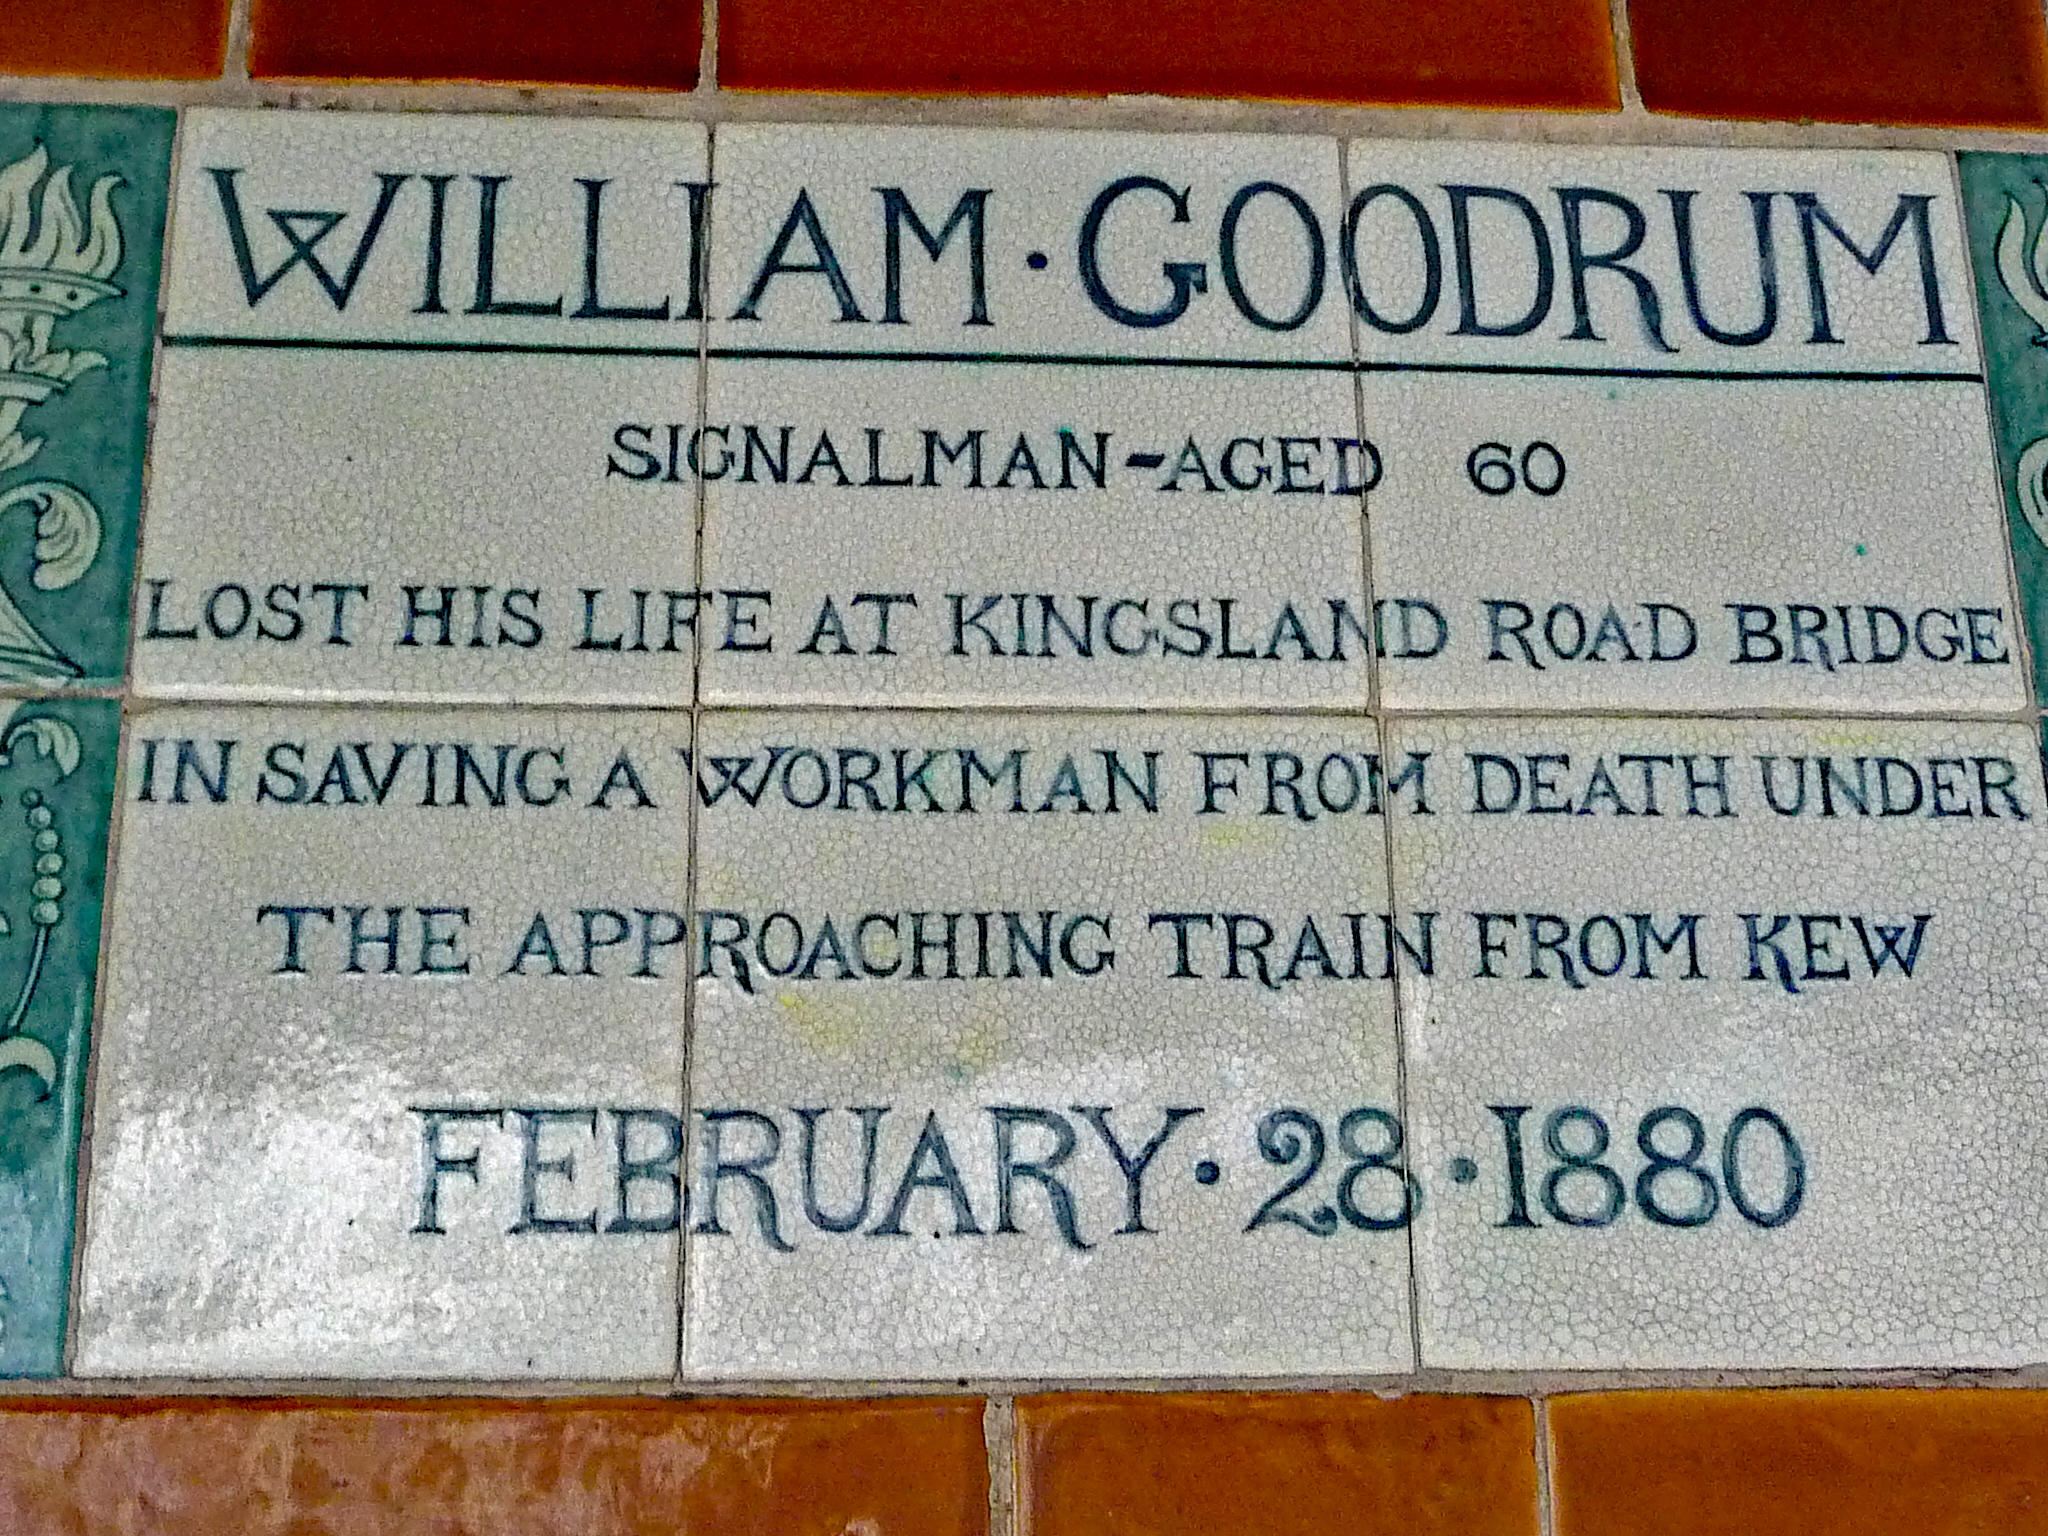 WILLIAM · GOODRUM
SIGNALMAN-AGED 60
LOST HIS LIFE AT KINGSLAND ROAD BRIDGE
IN SAVING A WORKMAN FROM DEATH UNDER
THE APPROACHING TRAIN FROM KEW
FEBRUARY · 28 · 1880